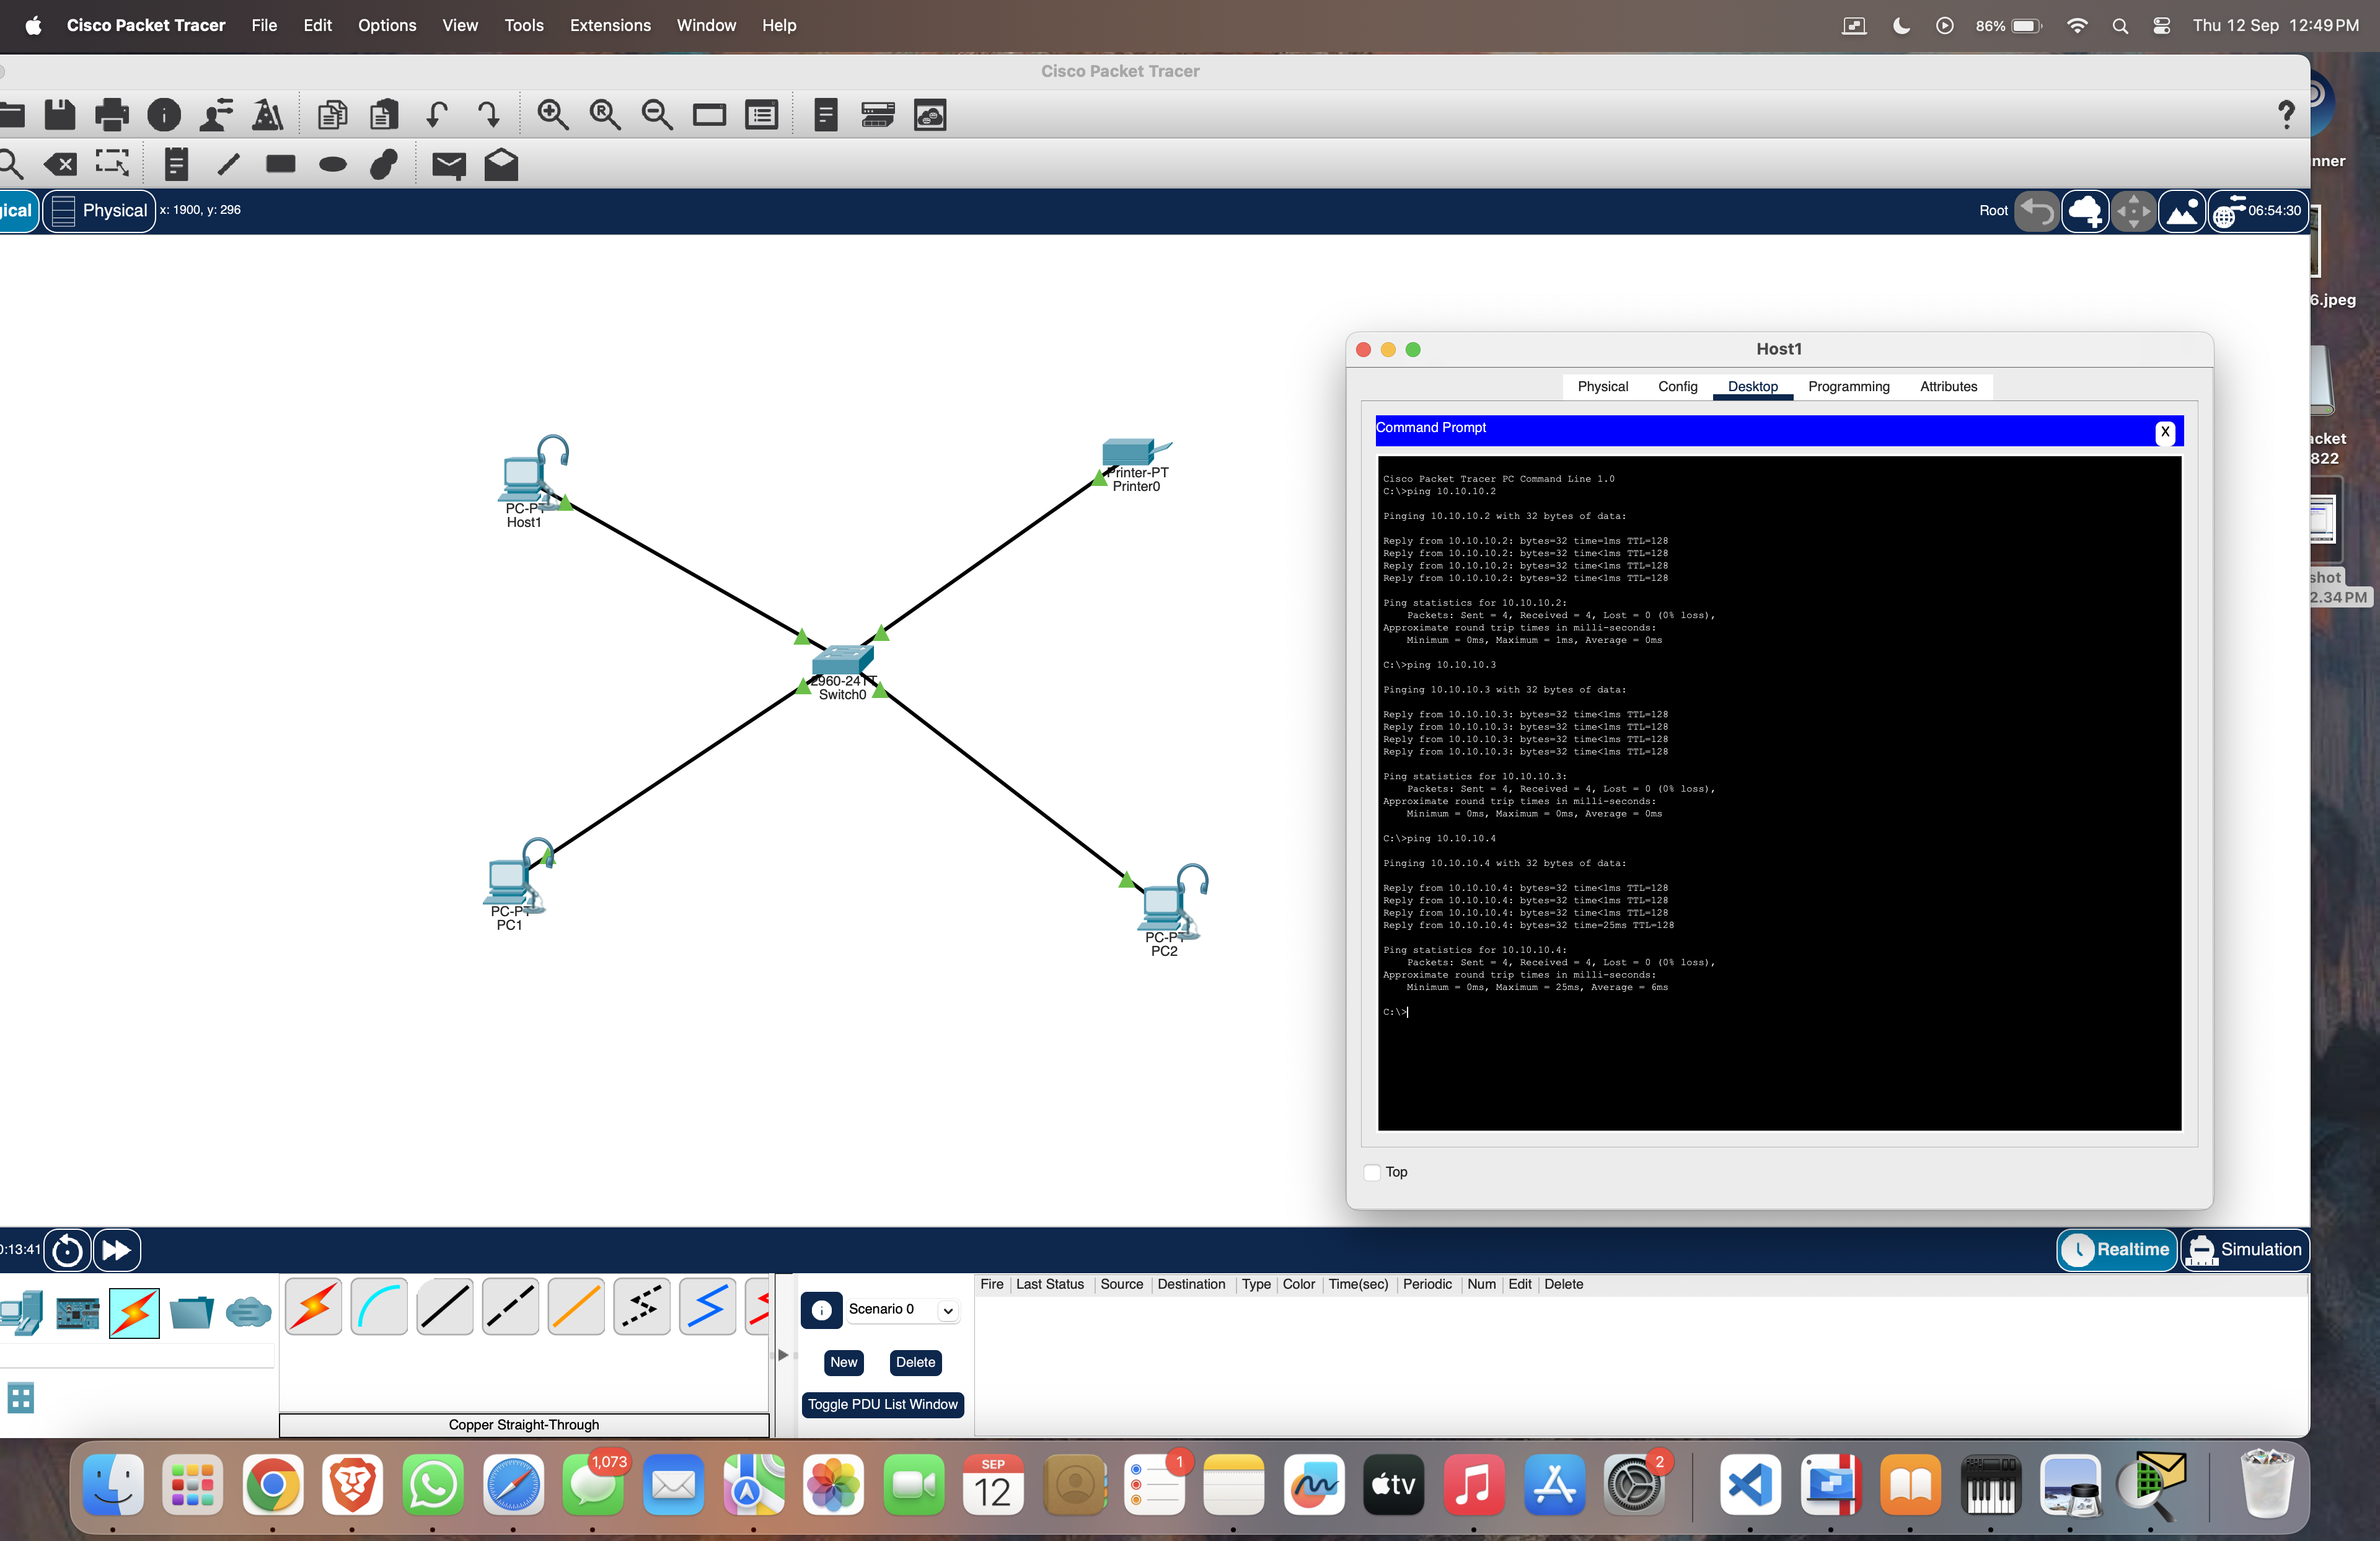 Cisco Packet Tracer File Edit Options View Tools Extensions Window Help 86% Thu 12 Sep 12:49 PM
Cisco Packet Tracer
?
nner
ical Physical x: 1900, y: 296 Root 06:54:30
6.jpeg
Host1
Physical Config Desktop Programming Attributes
Command Prompt X
acket
822
shot
2.34 PM
Cisco Packet Tracer PC Command Line 1.0
C:\>ping 10.10.10.2
Pinging 10.10.10.2 with 32 bytes of data:
Reply from 10.10.10.2: bytes=32 time=1ms TTL=128
Reply from 10.10.10.2: bytes=32 time<1ms TTL=128
Reply from 10.10.10.2: bytes=32 time<1ms TTL=128
Reply from 10.10.10.2: bytes=32 time<1ms TTL=128
Ping statistics for 10.10.10.2:
Packets: Sent = 4, Received = 4, Lost = 0 (0% loss),
Approximate round trip times in milli-seconds:
Minimum = 0ms, Maximum = 1ms, Average = 0ms
C:\>ping 10.10.10.3
Pinging 10.10.10.3 with 32 bytes of data:
Reply from 10.10.10.3: bytes=32 time<1ms TTL=128
Reply from 10.10.10.3: bytes=32 time<1ms TTL=128
Reply from 10.10.10.3: bytes=32 time<1ms TTL=128
Reply from 10.10.10.3: bytes=32 time<1ms TTL=128
Ping statistics for 10.10.10.3:
Packets: Sent = 4, Received = 4, Lost = 0 (0% loss),
Approximate round trip times in milli-seconds:
Minimum = 0ms, Maximum = 0ms, Average = 0ms
C:\>ping 10.10.10.4
Pinging 10.10.10.4 with 32 bytes of data:
Reply from 10.10.10.4: bytes=32 time<1ms TTL=128
Reply from 10.10.10.4: bytes=32 time<1ms TTL=128
Reply from 10.10.10.4: bytes=32 time<1ms TTL=128
Reply from 10.10.10.4: bytes=32 time=25ms TTL=128
Ping statistics for 10.10.10.4:
Packets: Sent = 4, Received = 4, Lost = 0 (0% loss),
Approximate round trip times in milli-seconds:
Minimum = 0ms, Maximum = 25ms, Average = 6ms
C:\>
Top
PC-PT
Host1
Printer-PT
Printer0
2960-24TT
Switch0
PC-PT
PC1
PC-PT
PC2
0:13:41 Realtime Simulation
Fire Last Status Source Destination Type Color Time(sec) Periodic Num Edit Delete
Scenario 0
New Delete
Toggle PDU List Window
Copper Straight-Through
1,073
SEP
12
1
tv
2